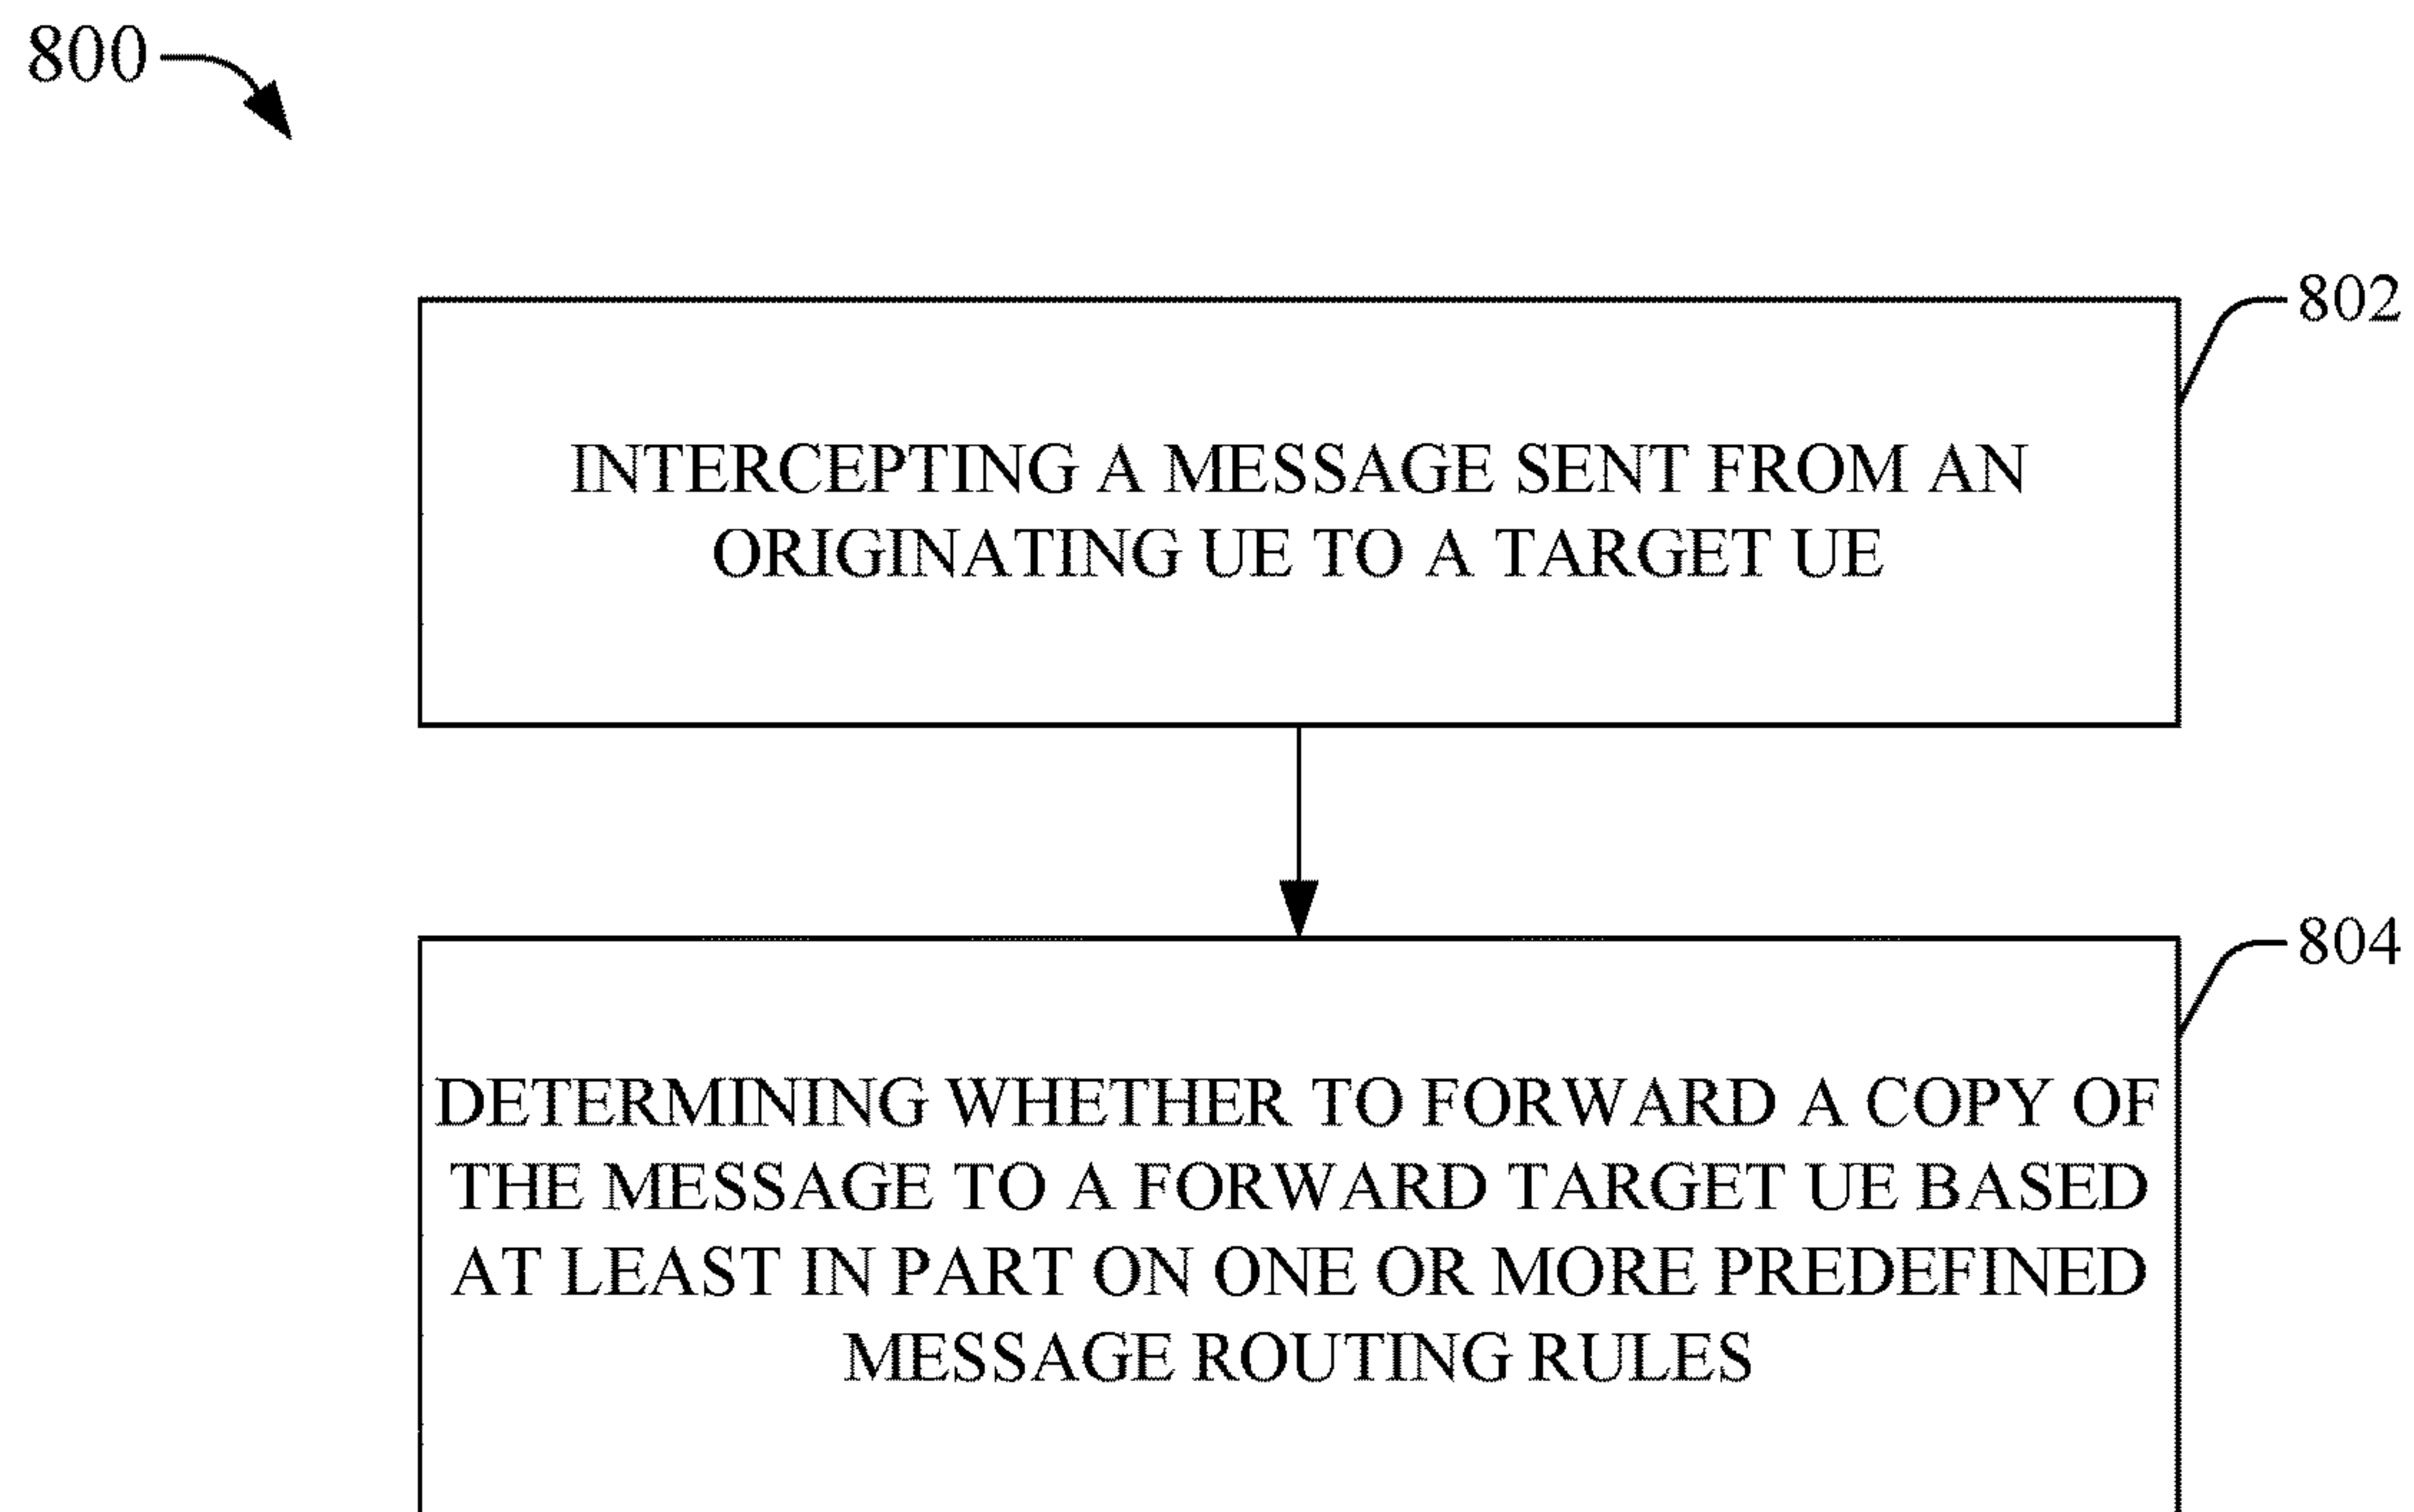 800
802
INTERCEPTING A MESSAGE SENT FROM AN
ORIGINATING UE TO A TARGET UE
804
DETERMINING WHETHER TO FORWARD A COPY OF
THE MESSAGE TO A FORWARD TARGET UE BASED
AT LEAST IN PART ON ONE OR MORE PREDEFINED
MESSAGE ROUTING RULES